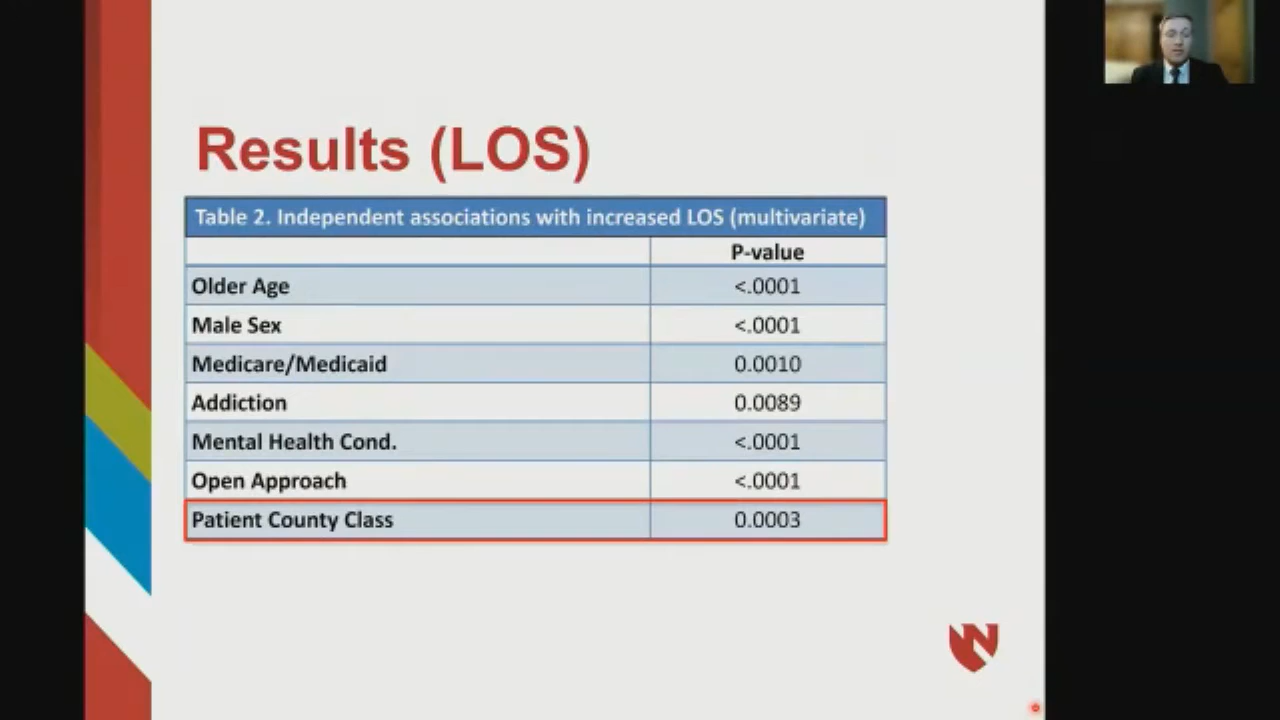 Results (LOS)
Table 2. Independent associations with increased LOS (multivariate)
P-value
Older Age <.0001
Male Sex <.0001
Medicare/Medicaid 0.0010
Addiction 0.0089
Mental Health Cond. <.0001
Open Approach <.0001
Patient County Class 0.0003